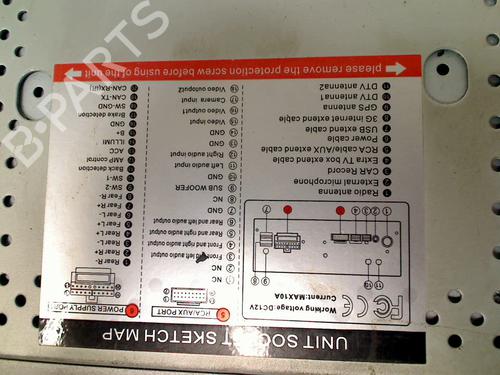 UNIT SOCKET SKETCH MAP
FC CE
Working voltage:DC12V
Current:MAX10A
1 Radio antenna
2 External microphone
3 CAR Record
4 Extra TV box extend cable
5 RCA cable/AUX cable
6 Power cable
7 USB extend cable
8 3G internet extend cable
9 GPS antenna
10 DTV antenna1
11 DTV antenna2
5 RCA/AUX PORT
NC
NC
Front and left audio output
Front and right audio output
Rear and right audio output
Rear and left audio output
GND
NC
SUB WOOFER
GND
Left audio input
Right audio input
GND
GND
Video output
Camera input
Video output2
6 POWER SUPPLY PORT
Rear R-
Rear R+
Rear L-
Rear L+
Fear L+
Fear L-
Fear R+
Fear R-
SW-2
SW-1
Back detection
AMP control
ACC
ILLUMI
B+
GND
Brake detection
SW-GND
CAN-TX
CAN-RX(RI)
please remove the protection screw before using of the unit
B-PARTS